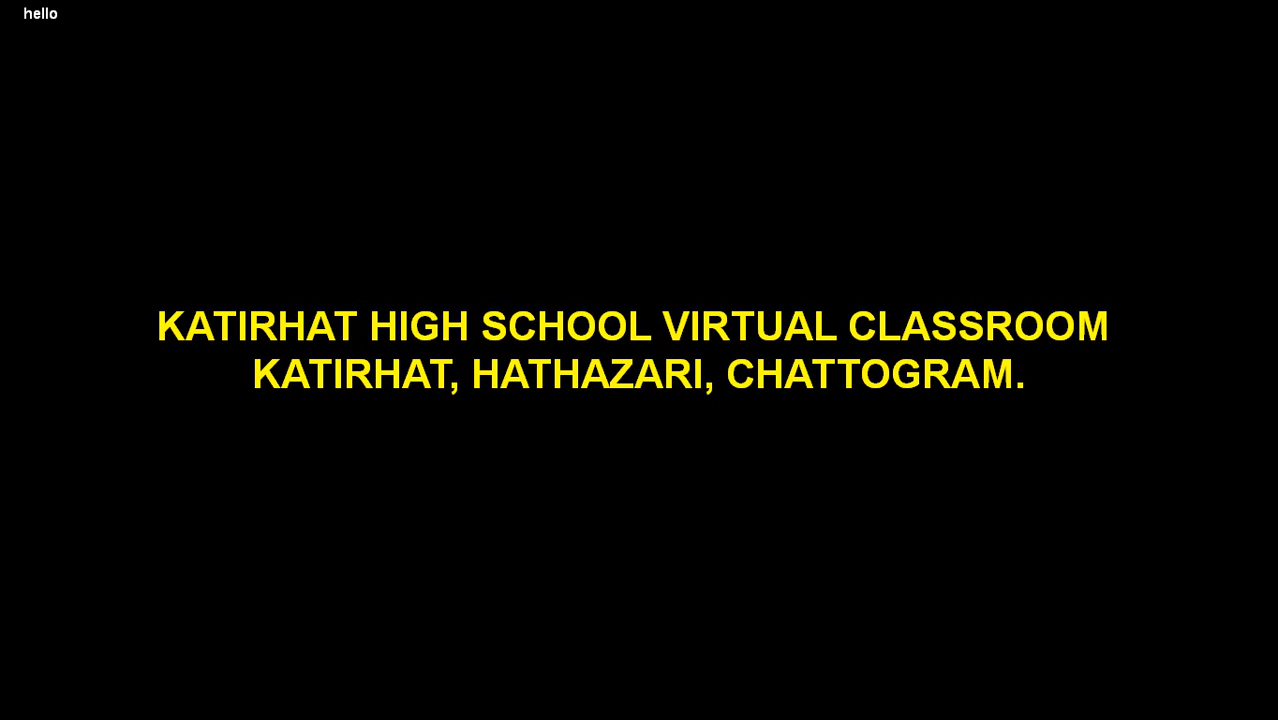 hello
KATIRHAT HIGH SCHOOL VIRTUAL CLASSROOM
KATIRHAT, HATHAZARI, CHATTOGRAM.